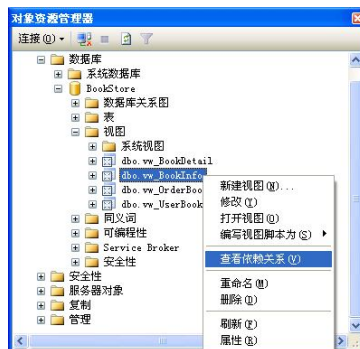 对象资源管理器
连接(O)
数据库
系统数据库
BookStore
数据库关系图
表
视图
系统视图
dbo.vw_BookDetail
dbo.vw_BookInfo
dbo.vw_OrderBoo
dbo.vw_UserBook
同义词
可编程性
Service Broker
安全性
安全性
服务器对象
复制
管理
新建视图(N)...
修改(Y)
打开视图(O)
编写视图脚本为(S)
查看依赖关系(V)
重命名(M)
删除(D)
刷新(F)
属性(R)